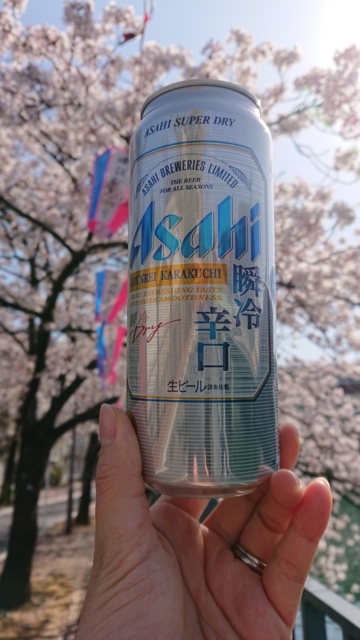 ASAHI SUPER DRY
ASAHI BREWERIES LIMITED
THE BEER
FOR ALL SEASONS
Asahi
KARAKUCHI
瞬冷
辛口
Dry
生ビール